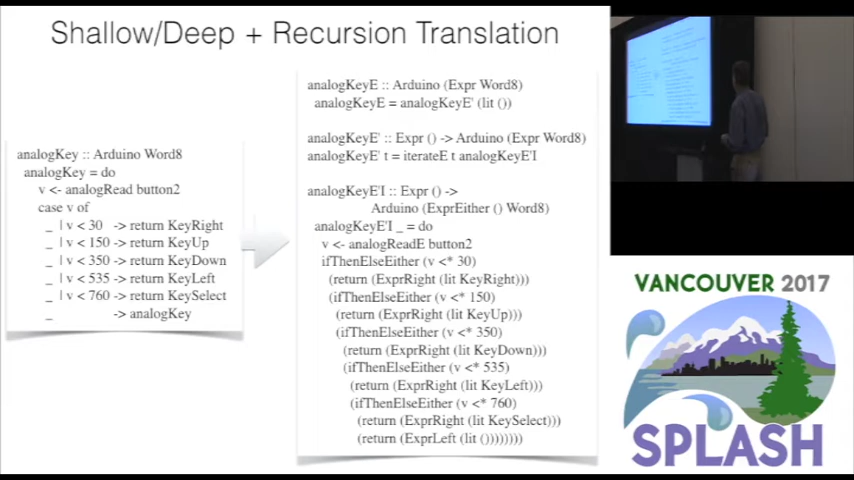 Shallow/Deep + Recursion Translation
analogKey :: Arduino Word8
analogKey = do
v <- analogRead button2
case v of
_ | v < 30 -> return KeyRight
_ | v < 150 -> return KeyUp
_ | v < 350 -> return KeyDown
_ | v < 535 -> return KeyLeft
_ | v < 760 -> return KeySelect
_ -> analogKey
analogKeyE :: Arduino (Expr Word8)
analogKeyE = analogKeyE' (lit ())
analogKeyE' :: Expr () -> Arduino (Expr Word8)
analogKeyE' t = iterateE t analogKeyE'I
analogKeyE'I :: Expr () ->
Arduino (ExprEither () Word8)
analogKeyE'I _ = do
v <- analogReadE button2
ifThenElseEither (v <* 30)
(return (ExprRight (lit KeyRight)))
(ifThenElseEither (v <* 150)
(return (ExprRight (lit KeyUp)))
(ifThenElseEither (v <* 350)
(return (ExprRight (lit KeyDown)))
(ifThenElseEither (v <* 535)
(return (ExprRight (lit KeyLeft)))
(ifThenElseEither (v <* 760)
(return (ExprRight (lit KeySelect)))
(return (ExprLeft (lit ())))))))
VANCOUVER 2017
SPLASH